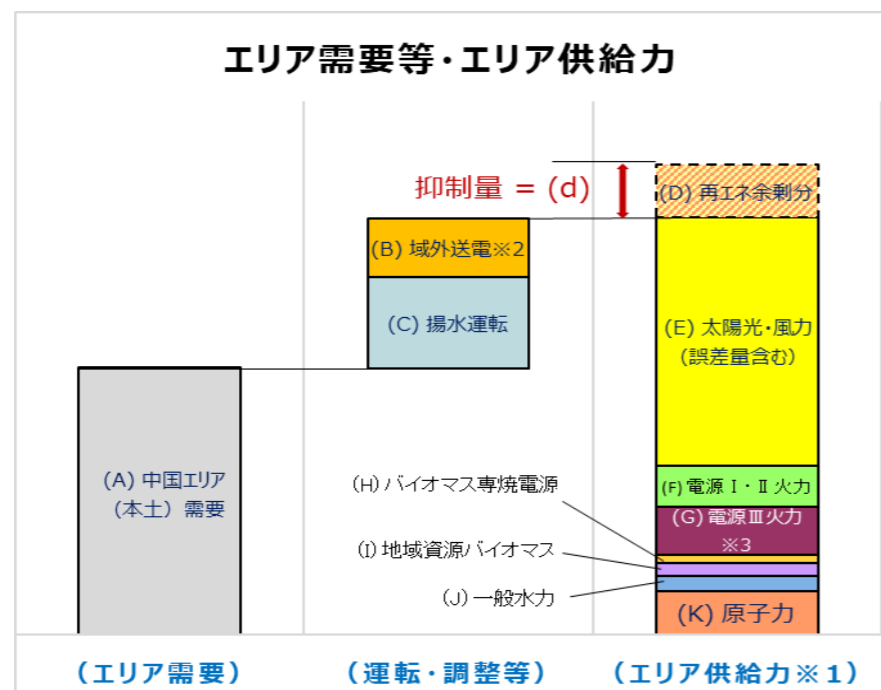 エリア需要等・エリア供給力
抑制量 = (d)
(D) 再エネ余剰分
(B) 域外送電※2
(C) 揚水運転
(E) 太陽光・風力
(誤差量含む)
(A) 中国エリア
(本土) 需要
(H) バイオマス専焼電源
(F) 電源Ⅰ・Ⅱ火力
(G) 電源Ⅲ火力
※3
(I) 地域資源バイオマス
(J) 一般水力
(K) 原子力
(エリア需要)
(運転・調整等)
(エリア供給力※1)